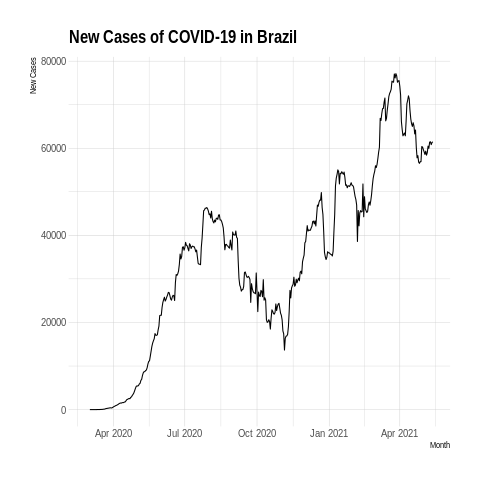 New Cases of COVID-19 in Brazil
New Cases
80000
60000
40000
20000
0
Apr 2020 Jul 2020 Oct 2020 Jan 2021 Apr 2021
Month